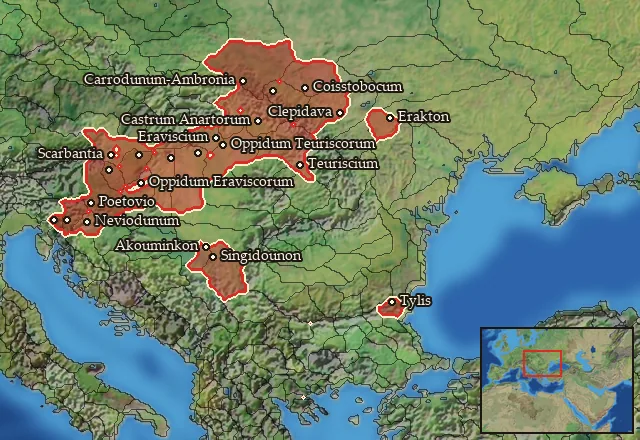 Carrodunum-Ambronia
Coisstobocum
Clepidava
Castrum Anartorum
Erakton
Eraviscium
Oppidum Teuriscorum
Scarbantia
Teuriscium
Oppidum Eraviscorum
Poetovio
Neviodunum
Akouminkon
Singidounon
Tylis